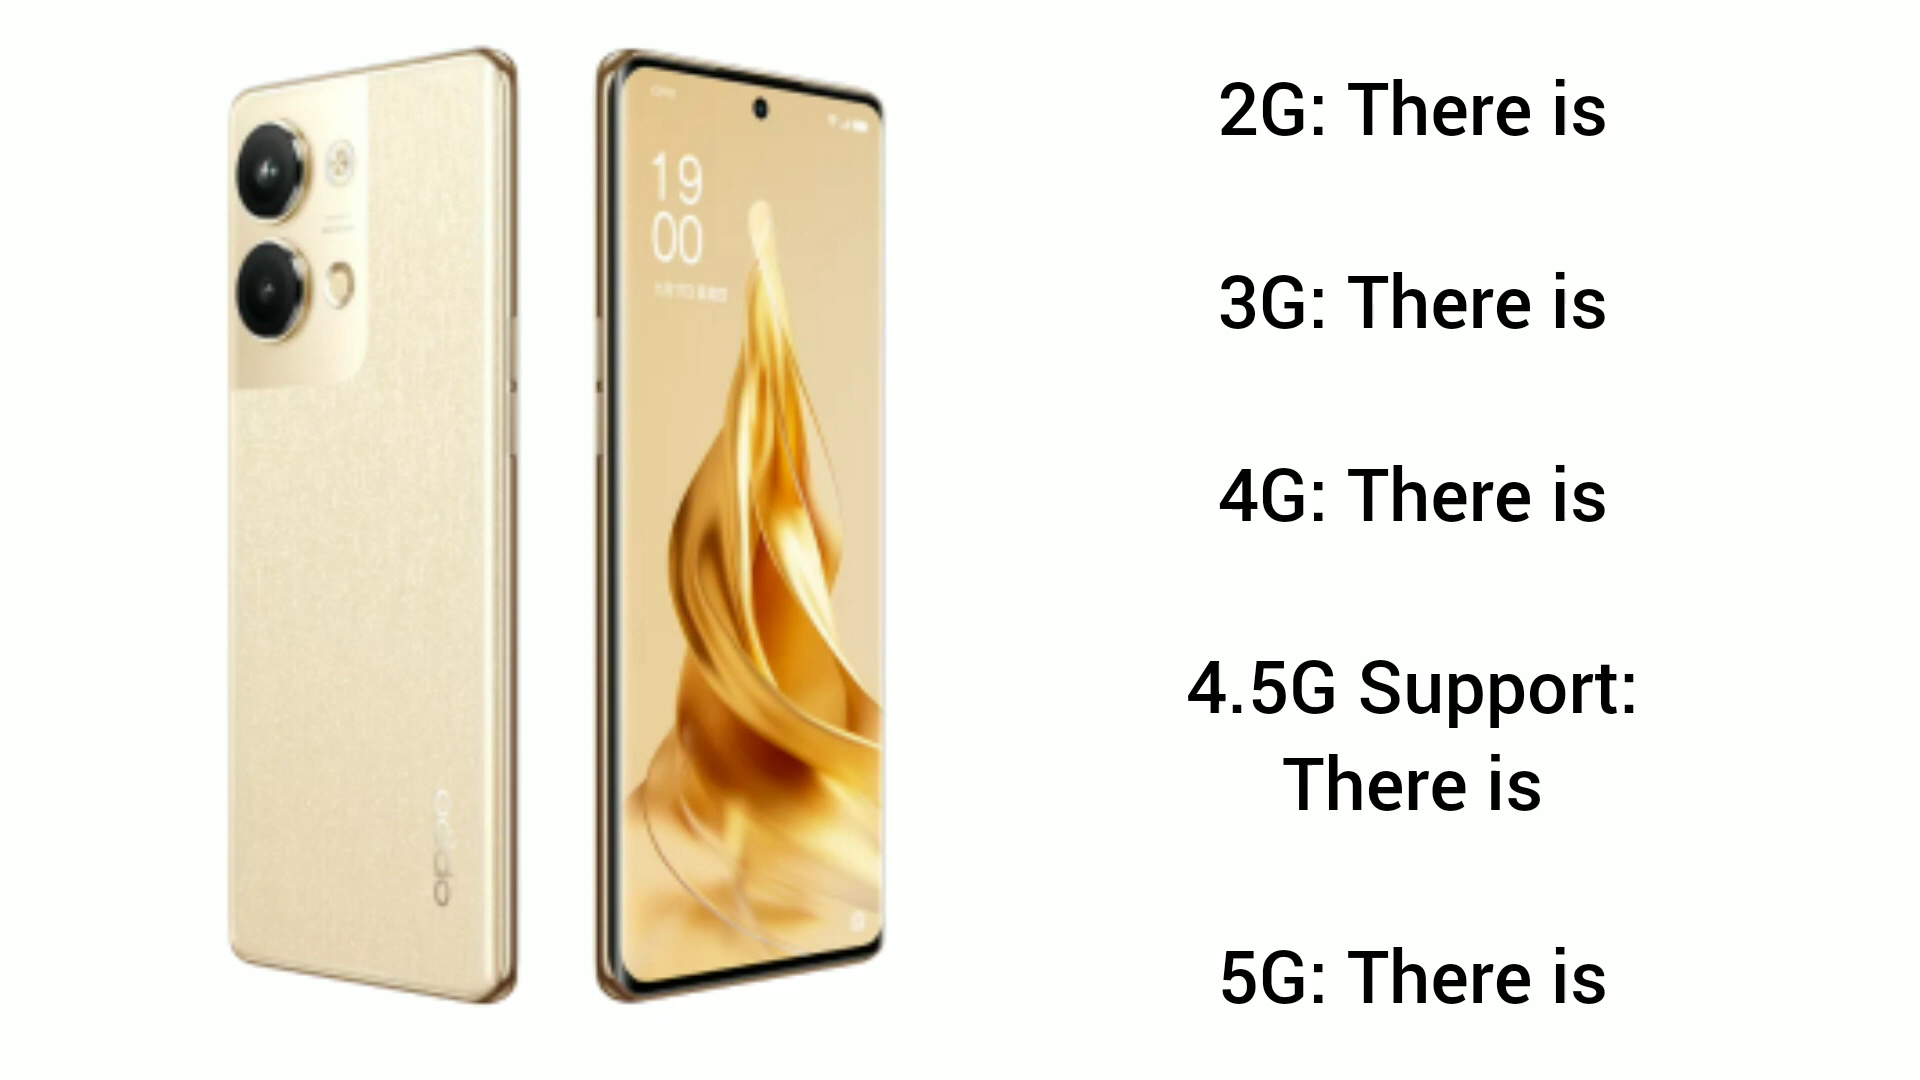 19
00
oppo
2G: There is
3G: There is
4G: There is
4.5G Support:
There is
5G: There is